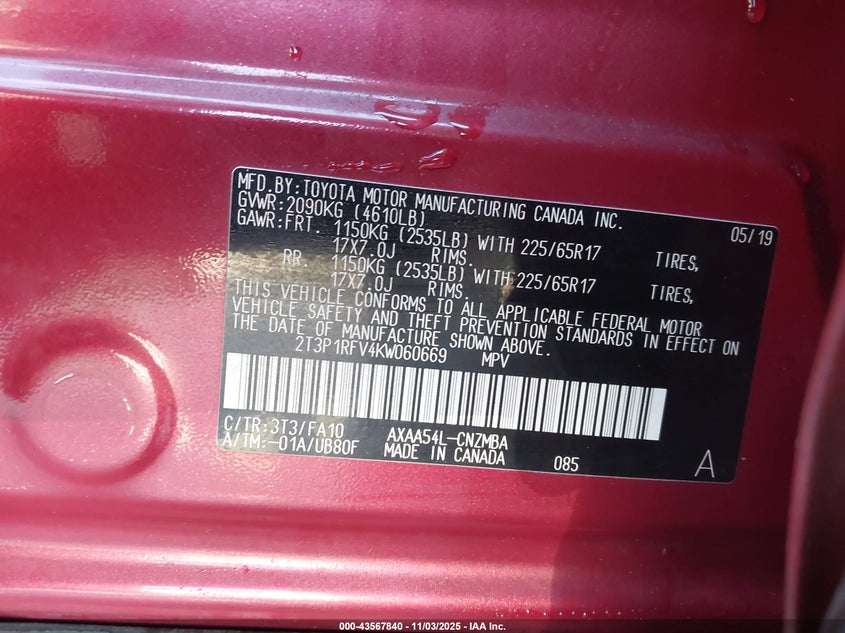 MFD.BY:TOYOTA MOTOR MANUFACTURING CANADA INC.
GVWR:2090KG (4610LB) 05/19
GAWR:FRT. 1150KG (2535LB) WITH 225/65R17 TIRES,
17X7.0J RIMS.
RR. 1150KG (2535LB) WITH 225/65R17 TIRES,
17X7.0J RIMS.
THIS VEHICLE CONFORMS TO ALL APPLICABLE FEDERAL MOTOR
VEHICLE SAFETY AND THEFT PREVENTION STANDARDS IN EFFECT ON
THE DATE OF MANUFACTURE SHOWN ABOVE.
2T3P1RFV4KW060669 MPV
C/TR:3T3/FA10 AXAA54L-CNZMBA
A/TM:-01A/UB80F MADE IN CANADA 085 A
000-43567840 - 11/03/2025 - IAA Inc.